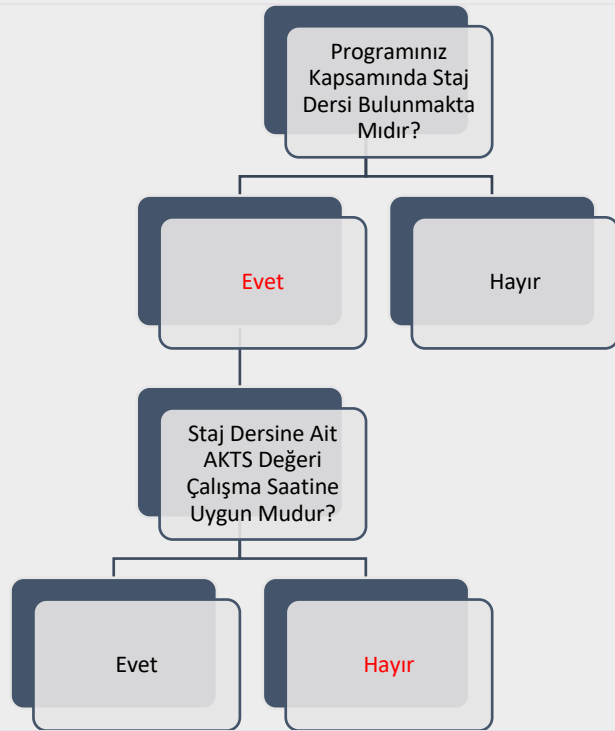 Programınız
Kapsamında Staj
Dersi Bulunmakta
Mıdır?
Evet
Hayır
Staj Dersine Ait
AKTS Değeri
Çalışma Saatine
Uygun Mudur?
Evet
Hayır